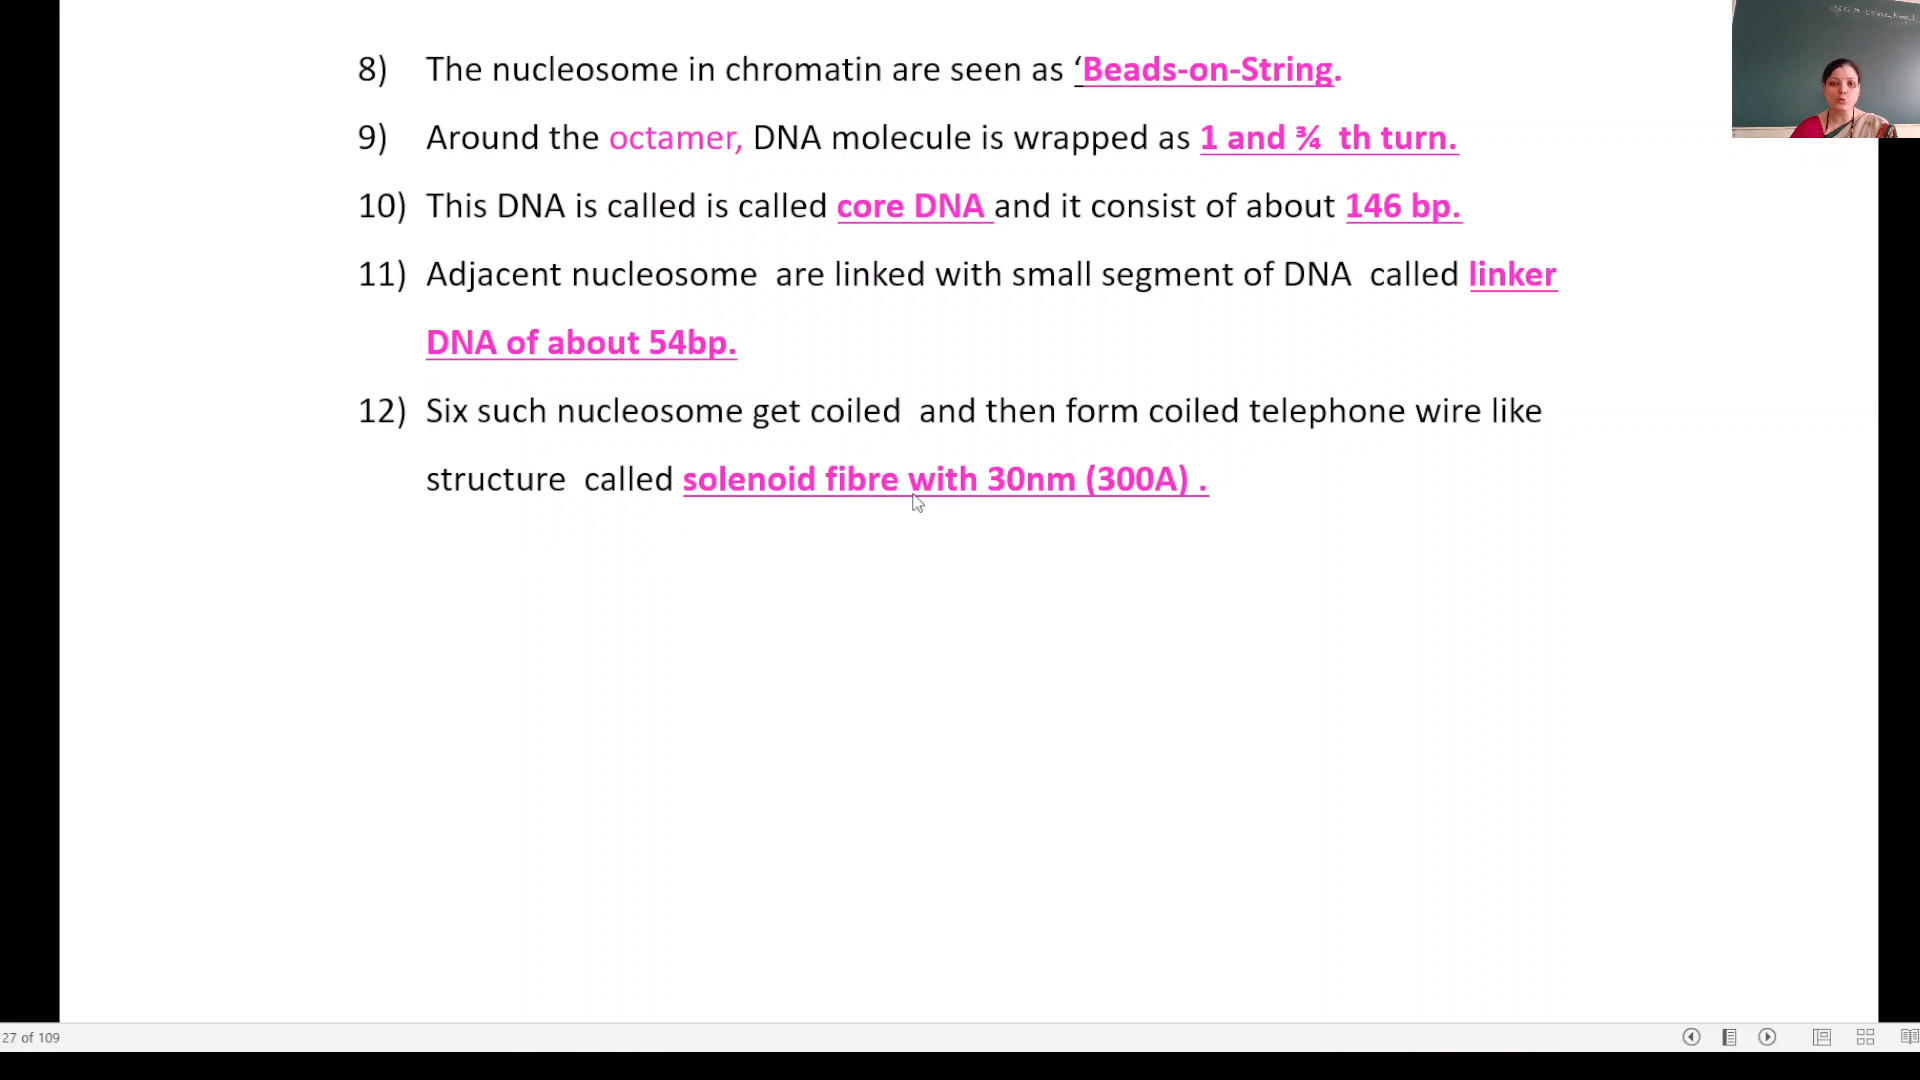 8) The nucleosome in chromatin are seen as ‘Beads-on-String.
9) Around the octamer, DNA molecule is wrapped as 1 and ¾ th turn.
10) This DNA is called is called core DNA and it consist of about 146 bp.
11) Adjacent nucleosome are linked with small segment of DNA called linker
DNA of about 54bp.
12) Six such nucleosome get coiled and then form coiled telephone wire like
structure called solenoid fibre with 30nm (300A) .
27 of 109